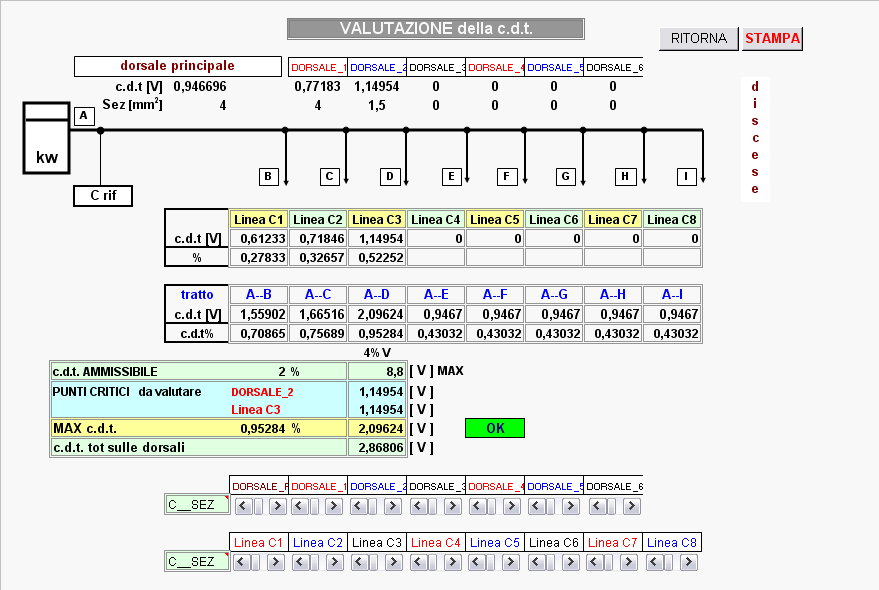 VALUTAZIONE della c.d.t.
RITORNA STAMPA
dorsale principale DORSALE_1 DORSALE_2 DORSALE_3 DORSALE_4 DORSALE_5 DORSALE_6
c.d.t [V] 0,946696 0,77183 1,14954 0 0 0 0
Sez [mm²] 4 4 1,5 0 0 0 0
discese
A
kw
B C D E F G H I
C rif
Linea C1 Linea C2 Linea C3 Linea C4 Linea C5 Linea C6 Linea C7 Linea C8
c.d.t [V] 0,61233 0,71846 1,14954 0 0 0 0 0
% 0,27833 0,32657 0,52252
tratto A--B A--C A--D A--E A--F A--G A--H A--I
c.d.t [V] 1,55902 1,66516 2,09624 0,9467 0,9467 0,9467 0,9467 0,9467
c.d.t% 0,70865 0,75689 0,95284 0,43032 0,43032 0,43032 0,43032 0,43032
4% V
c.d.t. AMMISSIBILE 2 % 8,8 [ V ] MAX
PUNTI CRITICI da valutare DORSALE_2 1,14954 [ V ]
Linea C3 1,14954 [ V ]
MAX c.d.t. 0,95284 % 2,09624 [ V ] OK
c.d.t. tot sulle dorsali 2,86806 [ V ]
DORSALE_F DORSALE_1 DORSALE_2 DORSALE_3 DORSALE_4 DORSALE_5 DORSALE_6
C__SEZ
Linea C1 Linea C2 Linea C3 Linea C4 Linea C5 Linea C6 Linea C7 Linea C8
C__SEZ